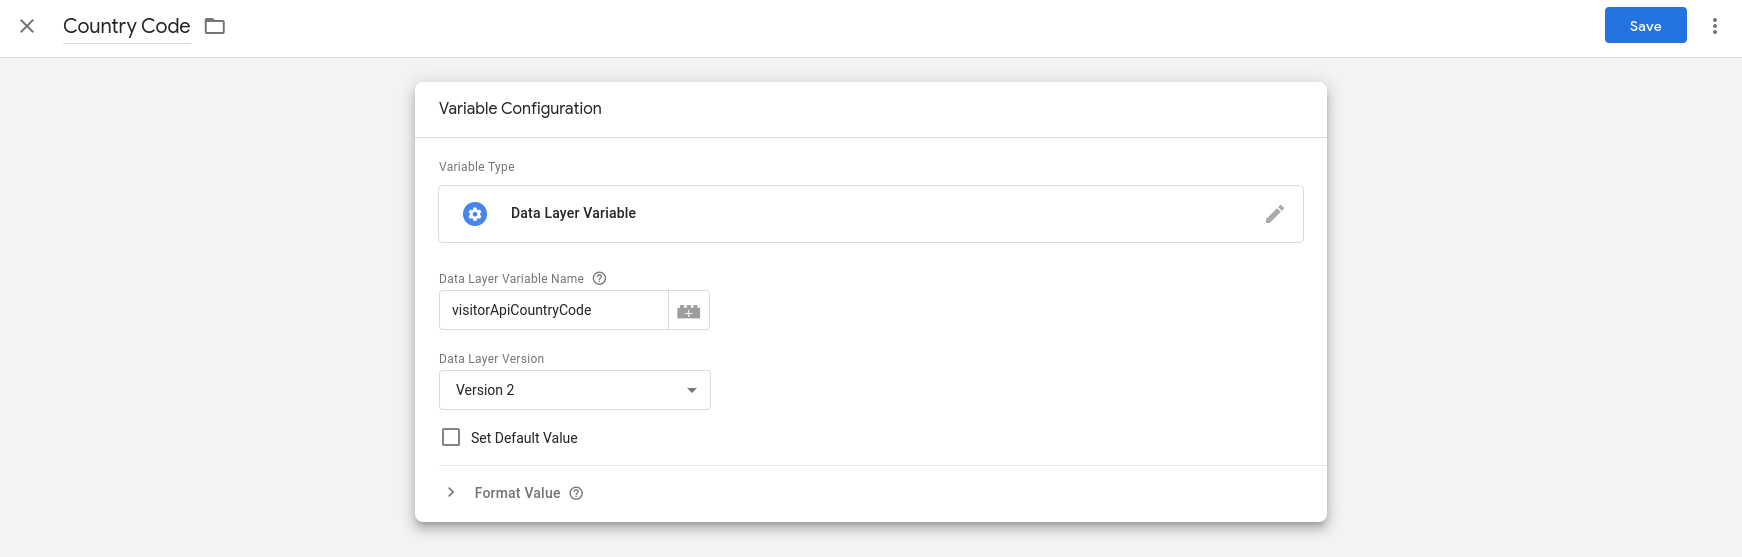 Country Code
Save
Variable Configuration
Variable Type
Data Layer Variable
Data Layer Variable Name
visitorApiCountryCode
Data Layer Version
Version 2
Set Default Value
Format Value